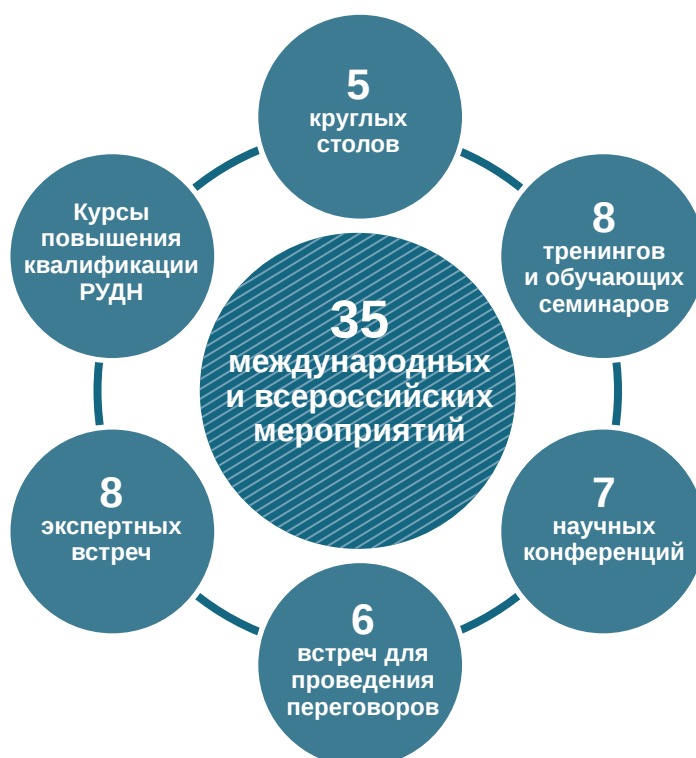 5
круглых
столов
8
тренингов
и обучающих
семинаров
7
научных
конференций
6
встреч для
проведения
переговоров
8
экспертных
встреч
Курсы
повышения
квалификации
РУДН
35
международных
и всероссийских
мероприятий